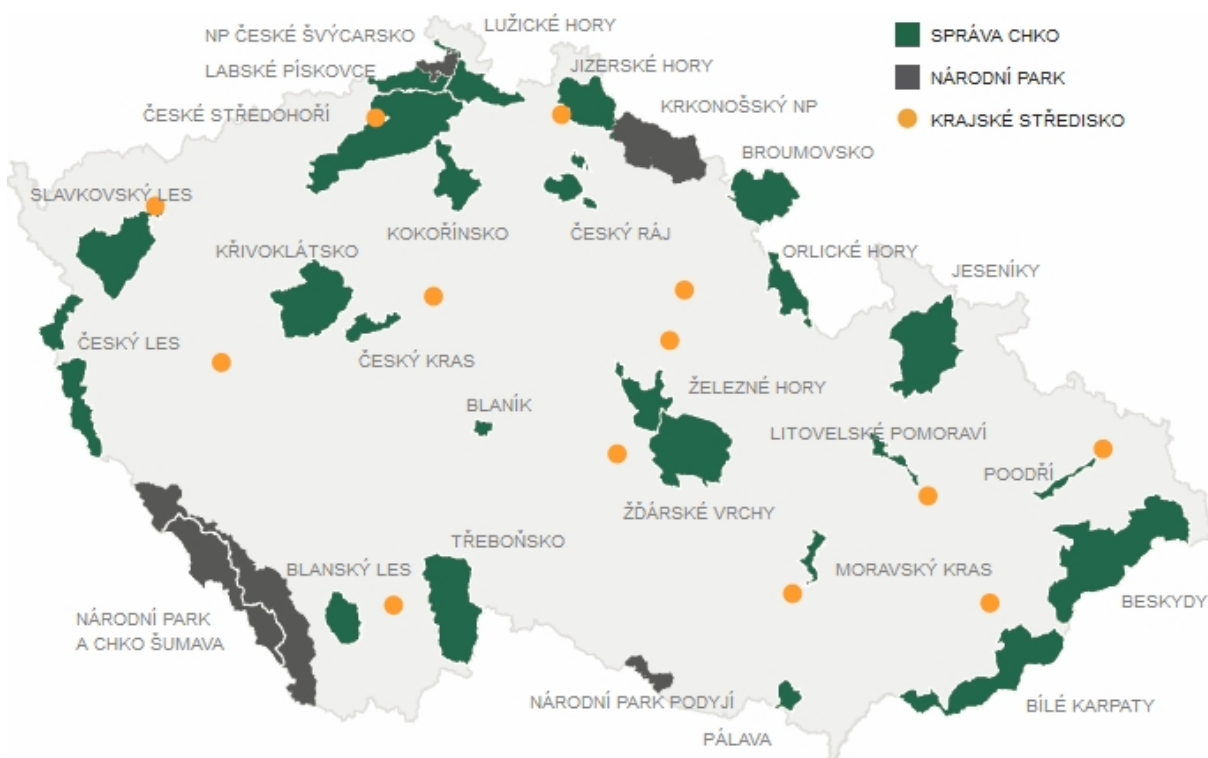 LUŽICKÉ HORY
NP ČESKÉ ŠVÝCARSKO
SPRÁVA CHKO
LABSKÉ PÍSKOVCE
JIZERSKÉ HORY
NÁRODNÍ PARK
ČESKÉ STŘEDOHOŘÍ
KRKONOŠSKÝ NP
KRAJSKÉ STŘEDISKO
BROUMOVSKO
SLAVKOVSKÝ LES
KOKOŘÍNSKO
ČESKÝ RÁJ
KŘIVOKLÁTSKO
ORLICKÉ HORY
JESENÍKY
ČESKÝ LES
ČESKÝ KRAS
ŽELEZNÉ HORY
BLANÍK
LITOVELSKÉ POMORAVÍ
POODŘÍ
ŽĎÁRSKÉ VRCHY
TŘEBOŇSKO
BLANSKÝ LES
MORAVSKÝ KRAS
BESKYDY
NÁRODNÍ PARK
A CHKO ŠUMAVA
NÁRODNÍ PARK PODYJÍ
BÍLÉ KARPATY
PÁLAVA